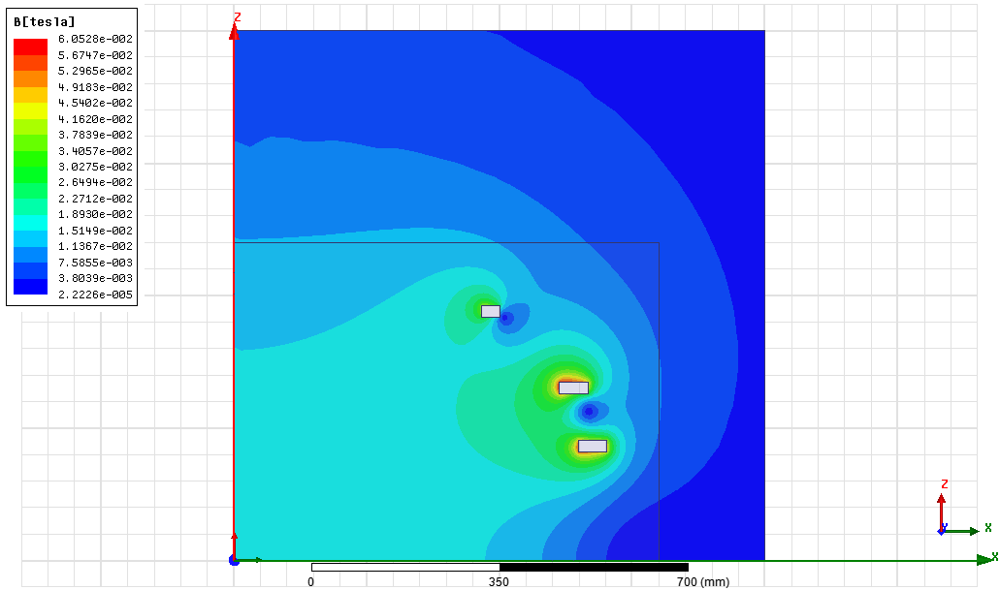 B[tesla]
6.0528e-002
5.6747e-002
5.2965e-002
4.9183e-002
4.5402e-002
4.1620e-002
3.7839e-002
3.4057e-002
3.0275e-002
2.6494e-002
2.2712e-002
1.8930e-002
1.5149e-002
1.1367e-002
7.5855e-003
3.8039e-003
2.2226e-005
Z
Z
Y
X
X
0 350 700 (mm)